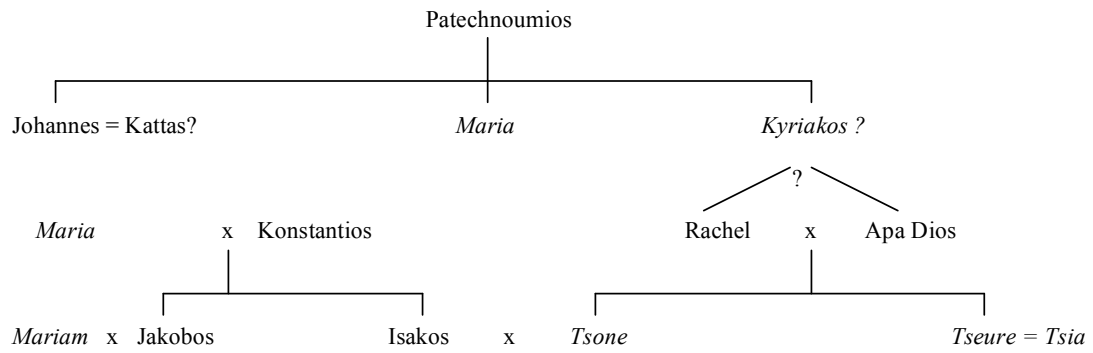 Patechnoumios
Johannes = Kattas? Maria Kyriakos ?
?
Maria x Konstantios Rachel x Apa Dios
Mariam x Jakobos Isakos x Tsone Tseure = Tsia